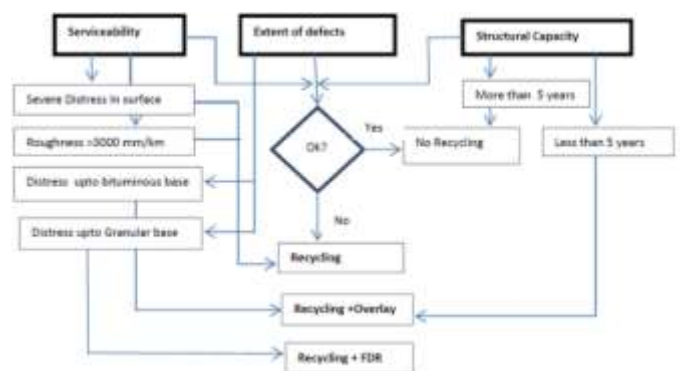 Serviceability
Extent of defects
Structural Capacity
Severe Distress in surface
More than 5 years
Roughness =3000 mm/km
Ok?
Yes
No Recycling
Less than 5 years
Distress upto bituminous base
No
Distress upto Granular base
Recycling
Recycling +Overlay
Recycling + FDR